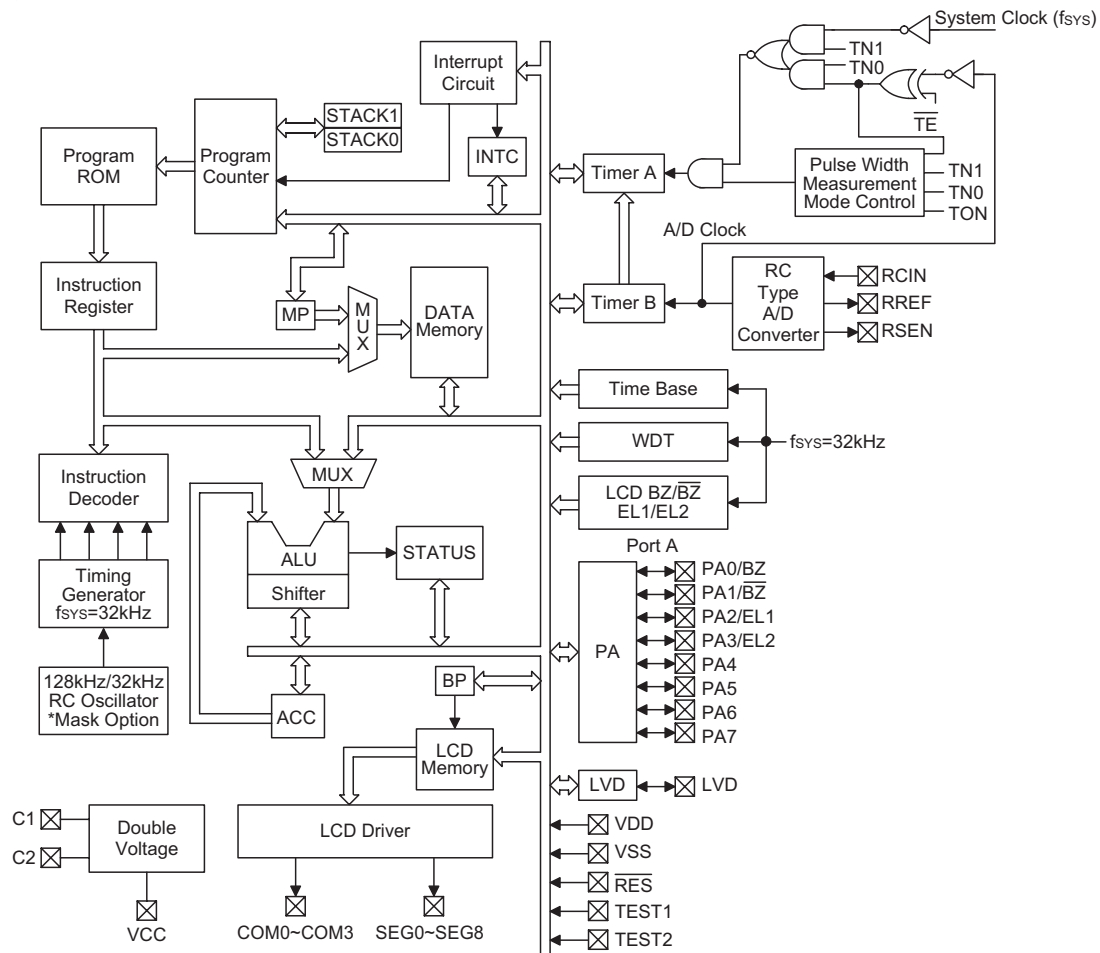 System Clock (fSYS)
TN1
TN0
TE
Interrupt
Circuit
STACK1
STACK0
INTC
Program
ROM
Program
Counter
Timer A
Pulse Width
Measurement
Mode Control
TN1
TN0
TON
A/D Clock
Instruction
Register
MP
MUX
DATA
Memory
Timer B
RC
Type
A/D
Converter
RCIN
RREF
RSEN
Time Base
WDT
fSYS=32kHz
LCD BZ/B̅Z̅
EL1/EL2
Instruction
Decoder
MUX
ALU
Shifter
STATUS
Timing
Generator
fSYS=32kHz
128kHz/32kHz
RC Oscillator
*Mask Option
ACC
BP
LCD
Memory
Port A
PA
PA0/BZ
PA1/B̅Z̅
PA2/EL1
PA3/EL2
PA4
PA5
PA6
PA7
LVD
LVD
C1
C2
Double
Voltage
VCC
LCD Driver
COM0~COM3
SEG0~SEG8
VDD
VSS
R̅E̅S̅
TEST1
TEST2